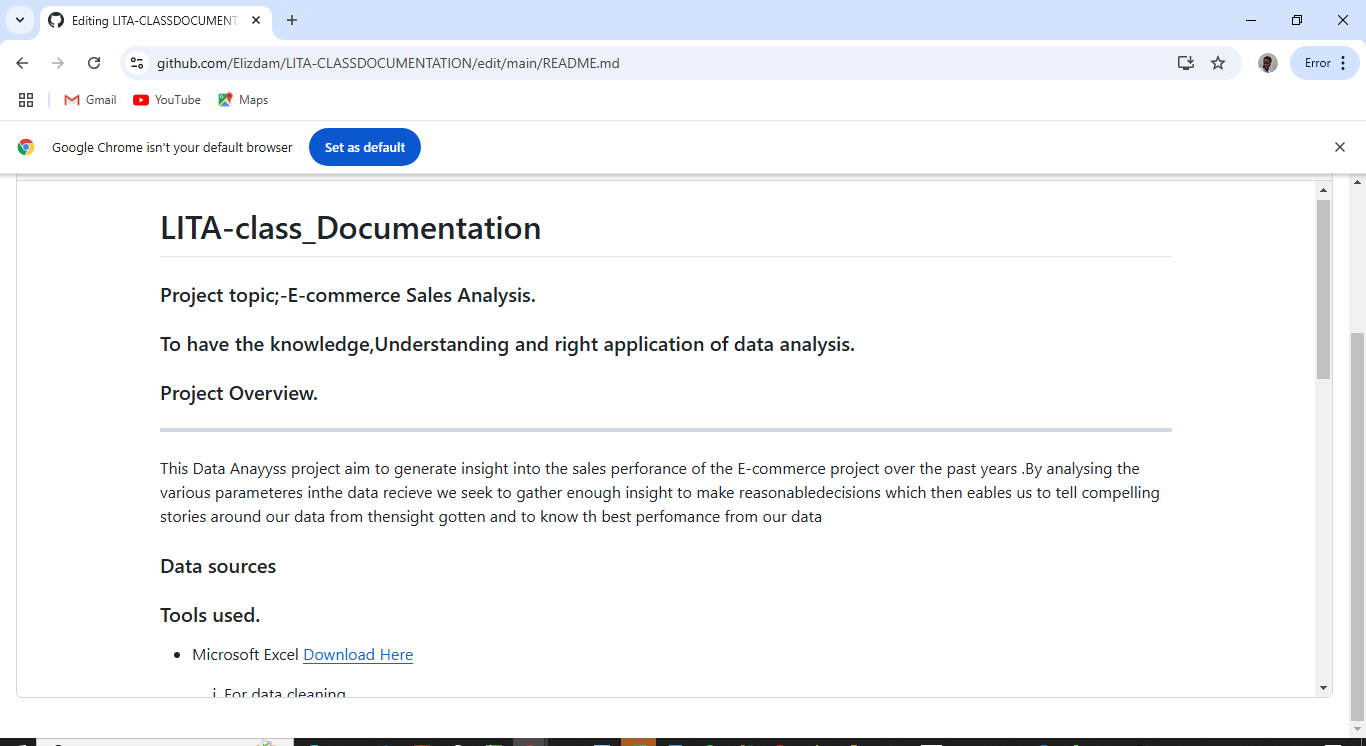 Editing LITA-CLASSDOCUMENT
github.com/Elizdam/LITA-CLASSDOCUMENTATION/edit/main/README.md
Error
Gmail
YouTube
Maps
Google Chrome isn't your default browser
Set as default
LITA-class_Documentation
Project topic;-E-commerce Sales Analysis.
To have the knowledge,Understanding and right application of data analysis.
Project Overview.
This Data Anayyss project aim to generate insight into the sales perforance of the E-commerce project over the past years .By analysing the
various parameteres inthe data recieve we seek to gather enough insight to make reasonabledecisions which then eables us to tell compelling
stories around our data from thensight gotten and to know th best perfomance from our data
Data sources
Tools used.
Microsoft Excel Download Here
i. For data cleaning